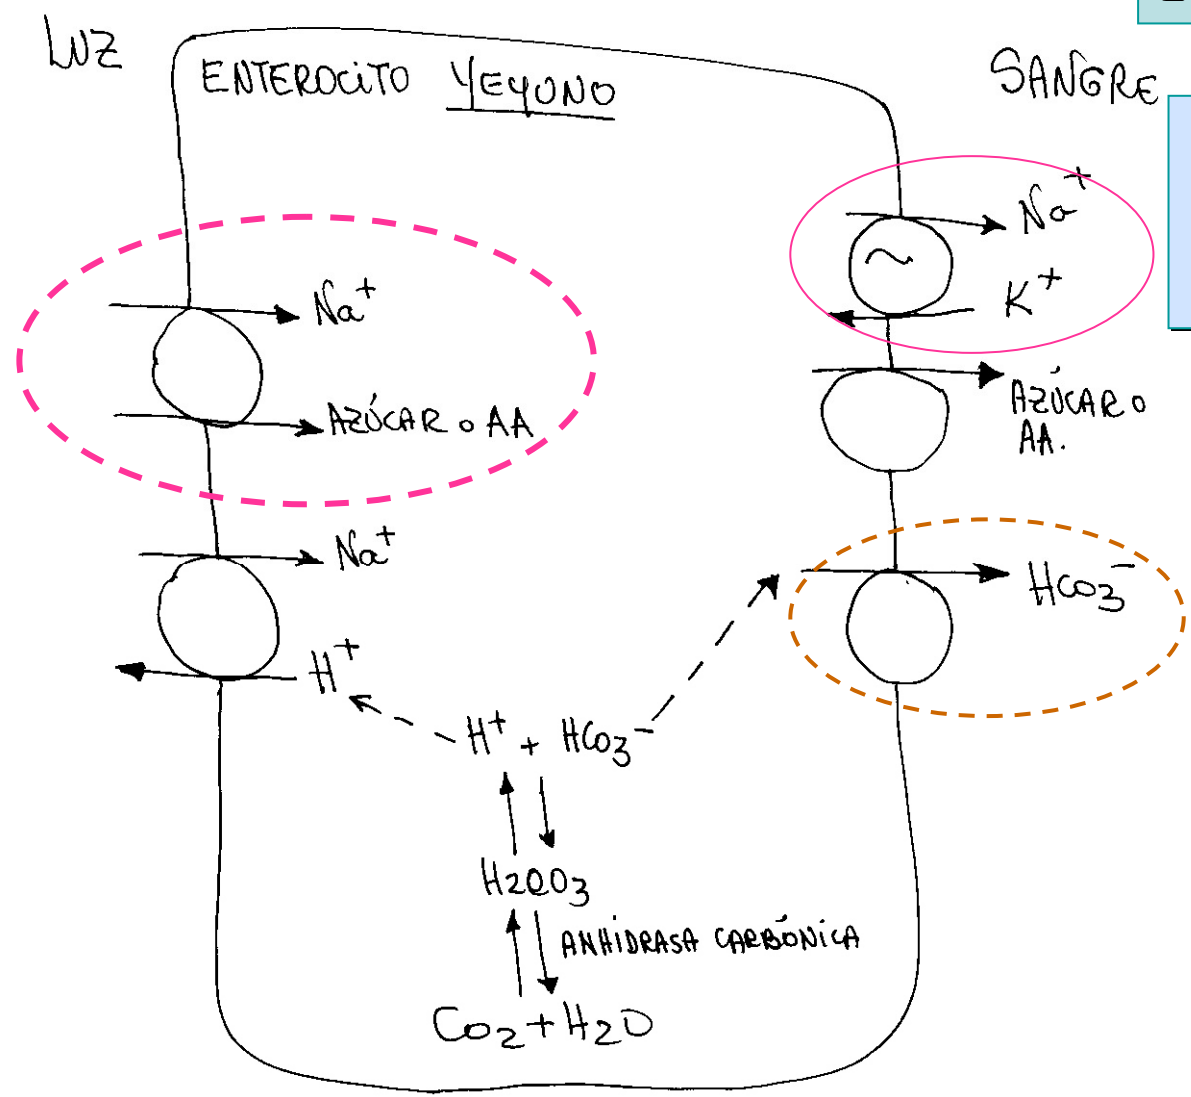 LUZ
ENTEROCITO YEYUNO
SANGRE
Na+
K+
Na+
AZÚCAR o AA
AZÚCAR o
AA.
Na+
HCO3-
H+
H+ + HCO3-
H2CO3
ANHIDRASA CARBÓNICA
CO2+H2O